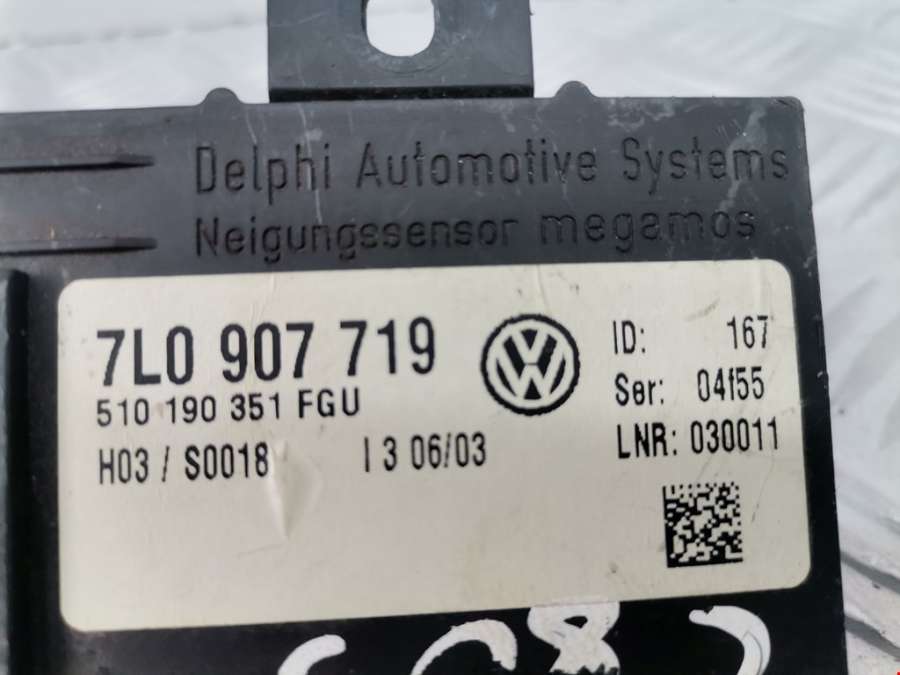 Delphi Automotive Systems
Neigungssensor megamos
7L0 907 719
510 190 351 FGU
H03 / S0018 I 3 06/03
ID: 167
Ser: 04f55
LNR: 030011